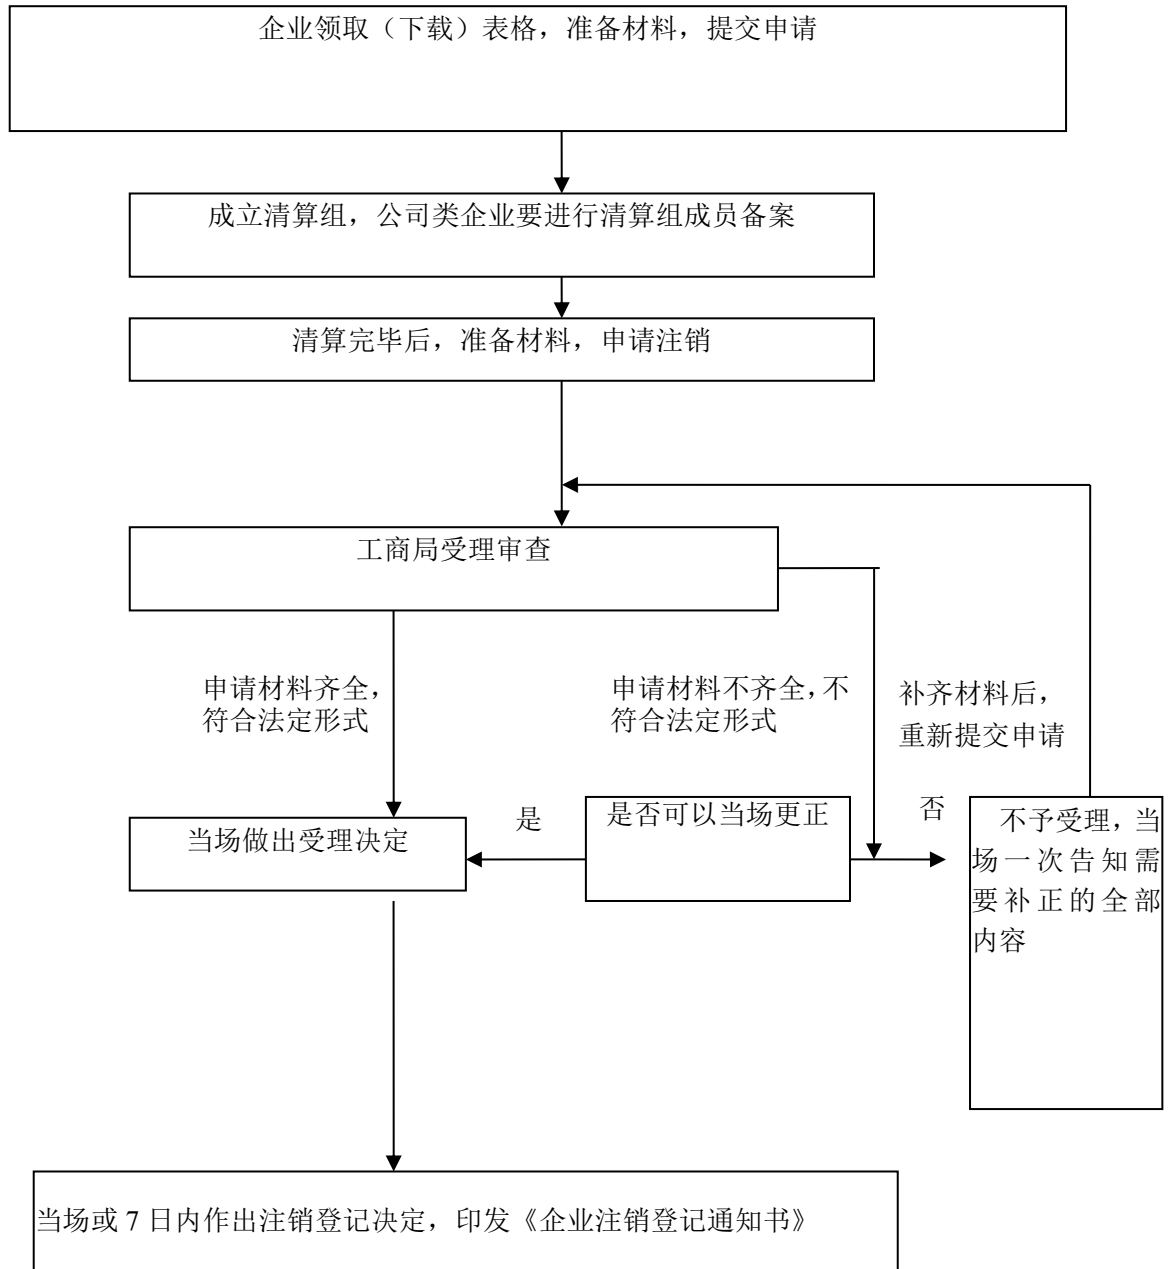 企业领取（下载）表格，准备材料，提交申请
成立清算组，公司类企业要进行清算组成员备案
清算完毕后，准备材料，申请注销
工商局受理审查
申请材料齐全，
符合法定形式
申请材料不齐全，不
符合法定形式
补齐材料后，
重新提交申请
当场做出受理决定
是
是否可以当场更正
否
不予受理，当
场一次告知需
要补正的全部
内容
当场或 7 日内作出注销登记决定，印发《企业注销登记通知书》